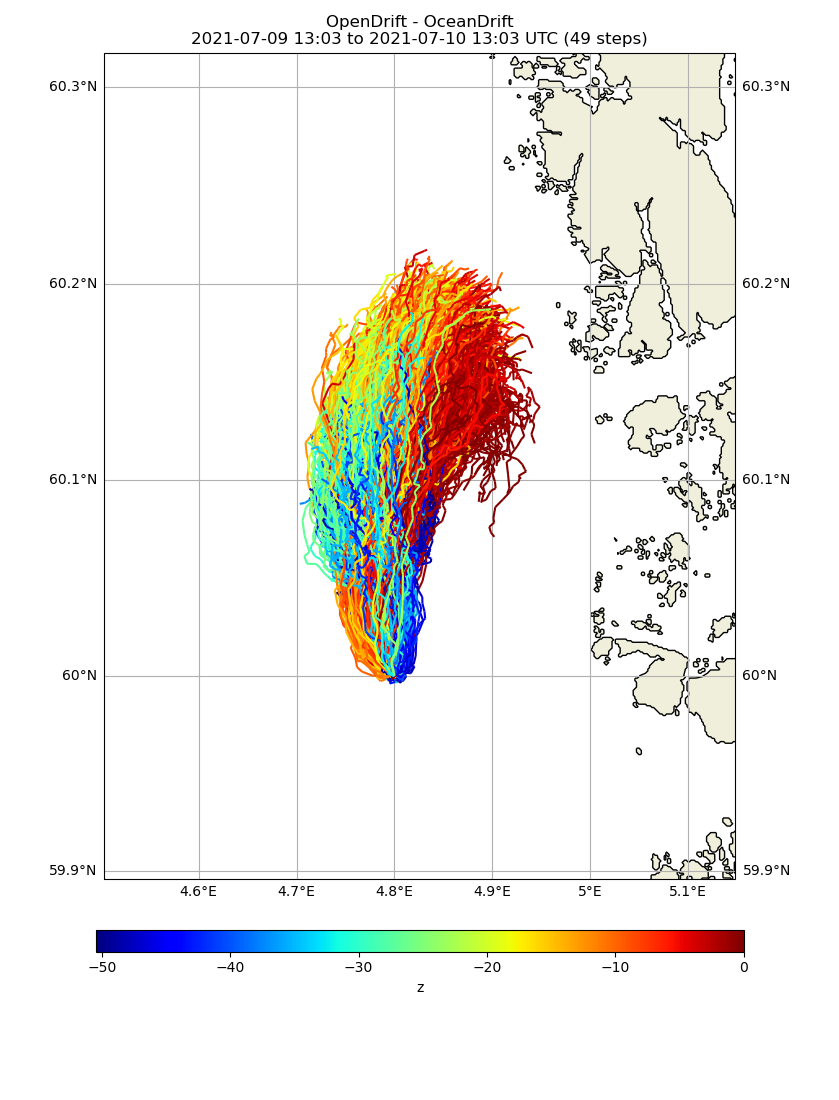 OpenDrift - OceanDrift
2021-07-09 13:03 to 2021-07-10 13:03 UTC (49 steps)
60.3°N 60.3°N
60.2°N 60.2°N
60.1°N 60.1°N
60°N 60°N
59.9°N 59.9°N
4.6°E 4.7°E 4.8°E 4.9°E 5°E 5.1°E
−50 −40 −30 −20 −10 0
z